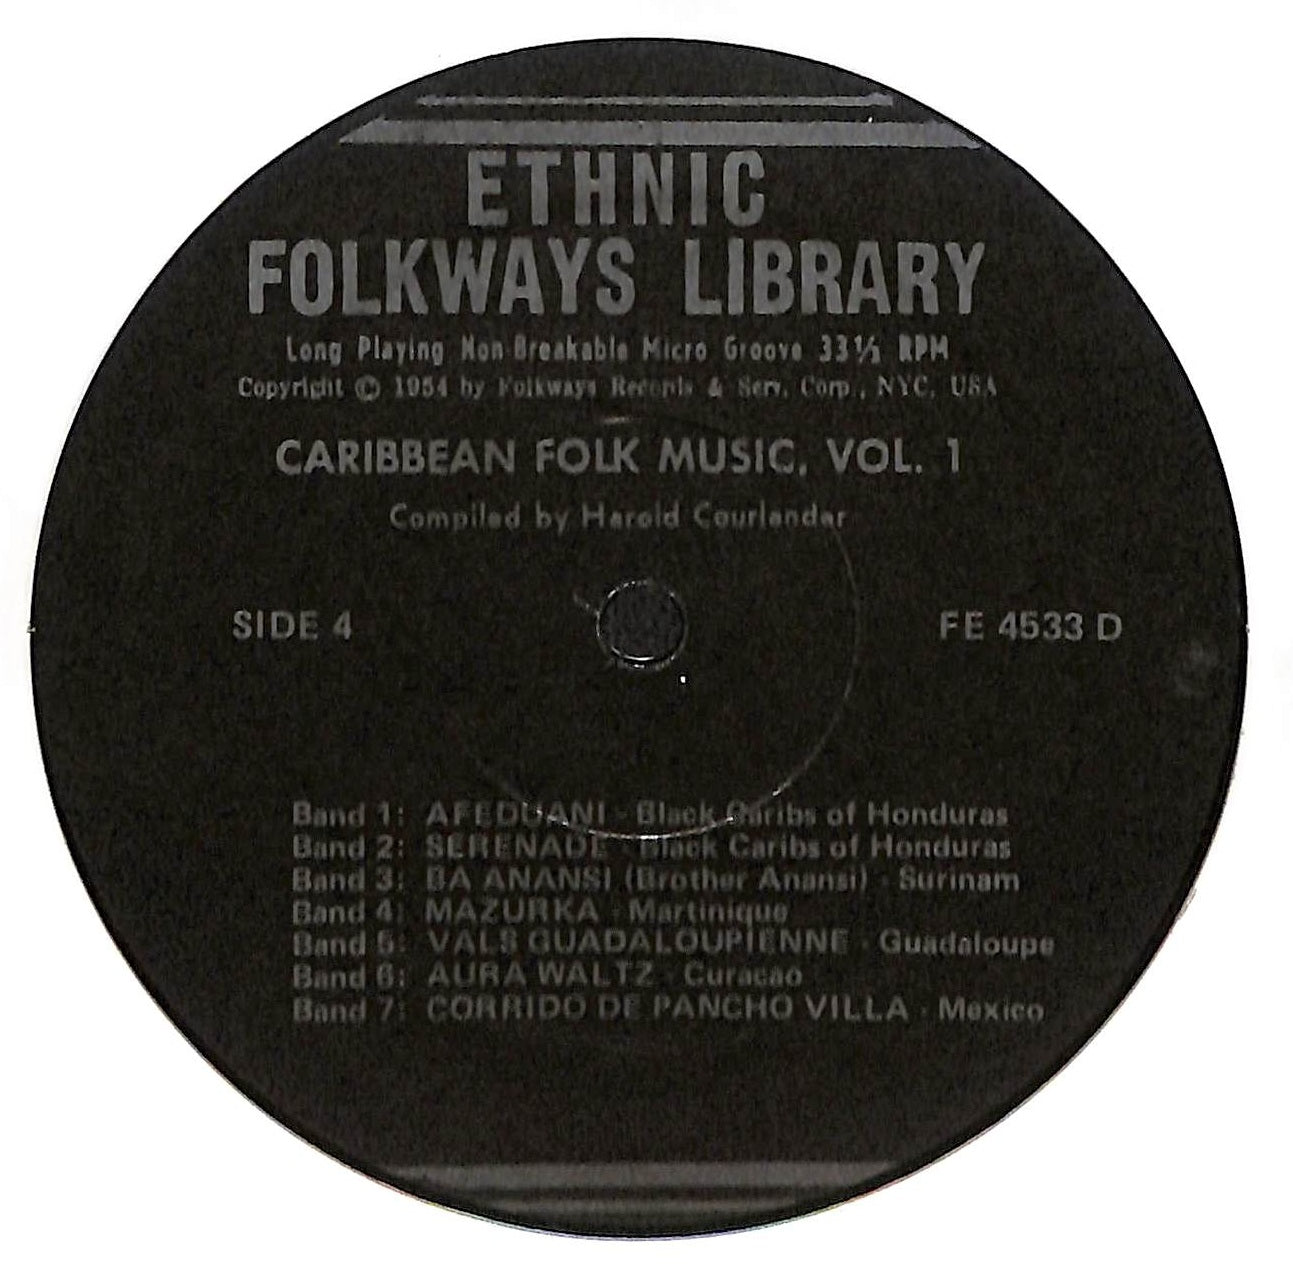 ETHNIC
FOLKWAYS LIBRARY
Long Playing Non-Breakable Micro Groove 33⅓ RPM
Copyright © 1954 by Folkways Records & Serv. Corp., NYC, USA
CARIBBEAN FOLK MUSIC, VOL. 1
Compiled by Harold Courlander
SIDE 4 FE 4533 D
Band 1: AFEDUANI - Black Caribs of Honduras
Band 2: SERENADE - Black Caribs of Honduras
Band 3: BA ANANSI (Brother Anansi) - Surinam
Band 4: MAZURKA - Martinique
Band 5: VALS GUADALOUPIENNE - Guadaloupe
Band 6: AURA WALTZ - Curacao
Band 7: CORRIDO DE PANCHO VILLA - Mexico